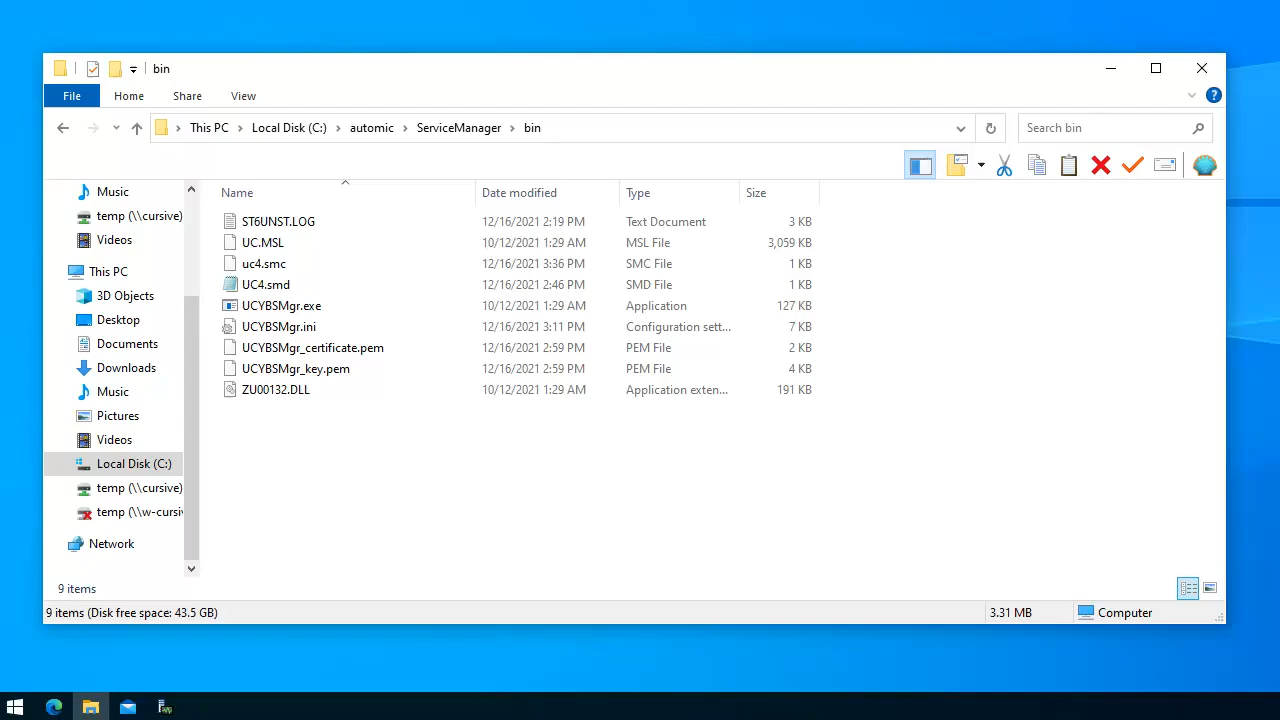 bin
File Home Share View
This PC Local Disk (C:) automic ServiceManager bin
Search bin
Name Date modified Type Size
Music
temp (\\cursive)
Videos
This PC
3D Objects
Desktop
Documents
Downloads
Music
Pictures
Videos
Local Disk (C:)
temp (\\cursive)
temp (\\w-cursiv
Network
ST6UNST.LOG 12/16/2021 2:19 PM Text Document 3 KB
UC.MSL 10/12/2021 1:29 AM MSL File 3,059 KB
uc4.smc 12/16/2021 3:36 PM SMC File 1 KB
UC4.smd 12/16/2021 2:46 PM SMD File 1 KB
UCYBSMgr.exe 10/12/2021 1:29 AM Application 127 KB
UCYBSMgr.ini 12/16/2021 3:11 PM Configuration sett... 7 KB
UCYBSMgr_certificate.pem 12/16/2021 2:59 PM PEM File 2 KB
UCYBSMgr_key.pem 12/16/2021 2:59 PM PEM File 4 KB
ZU00132.DLL 10/12/2021 1:29 AM Application exten... 191 KB
9 items
9 items (Disk free space: 43.5 GB) 3.31 MB Computer